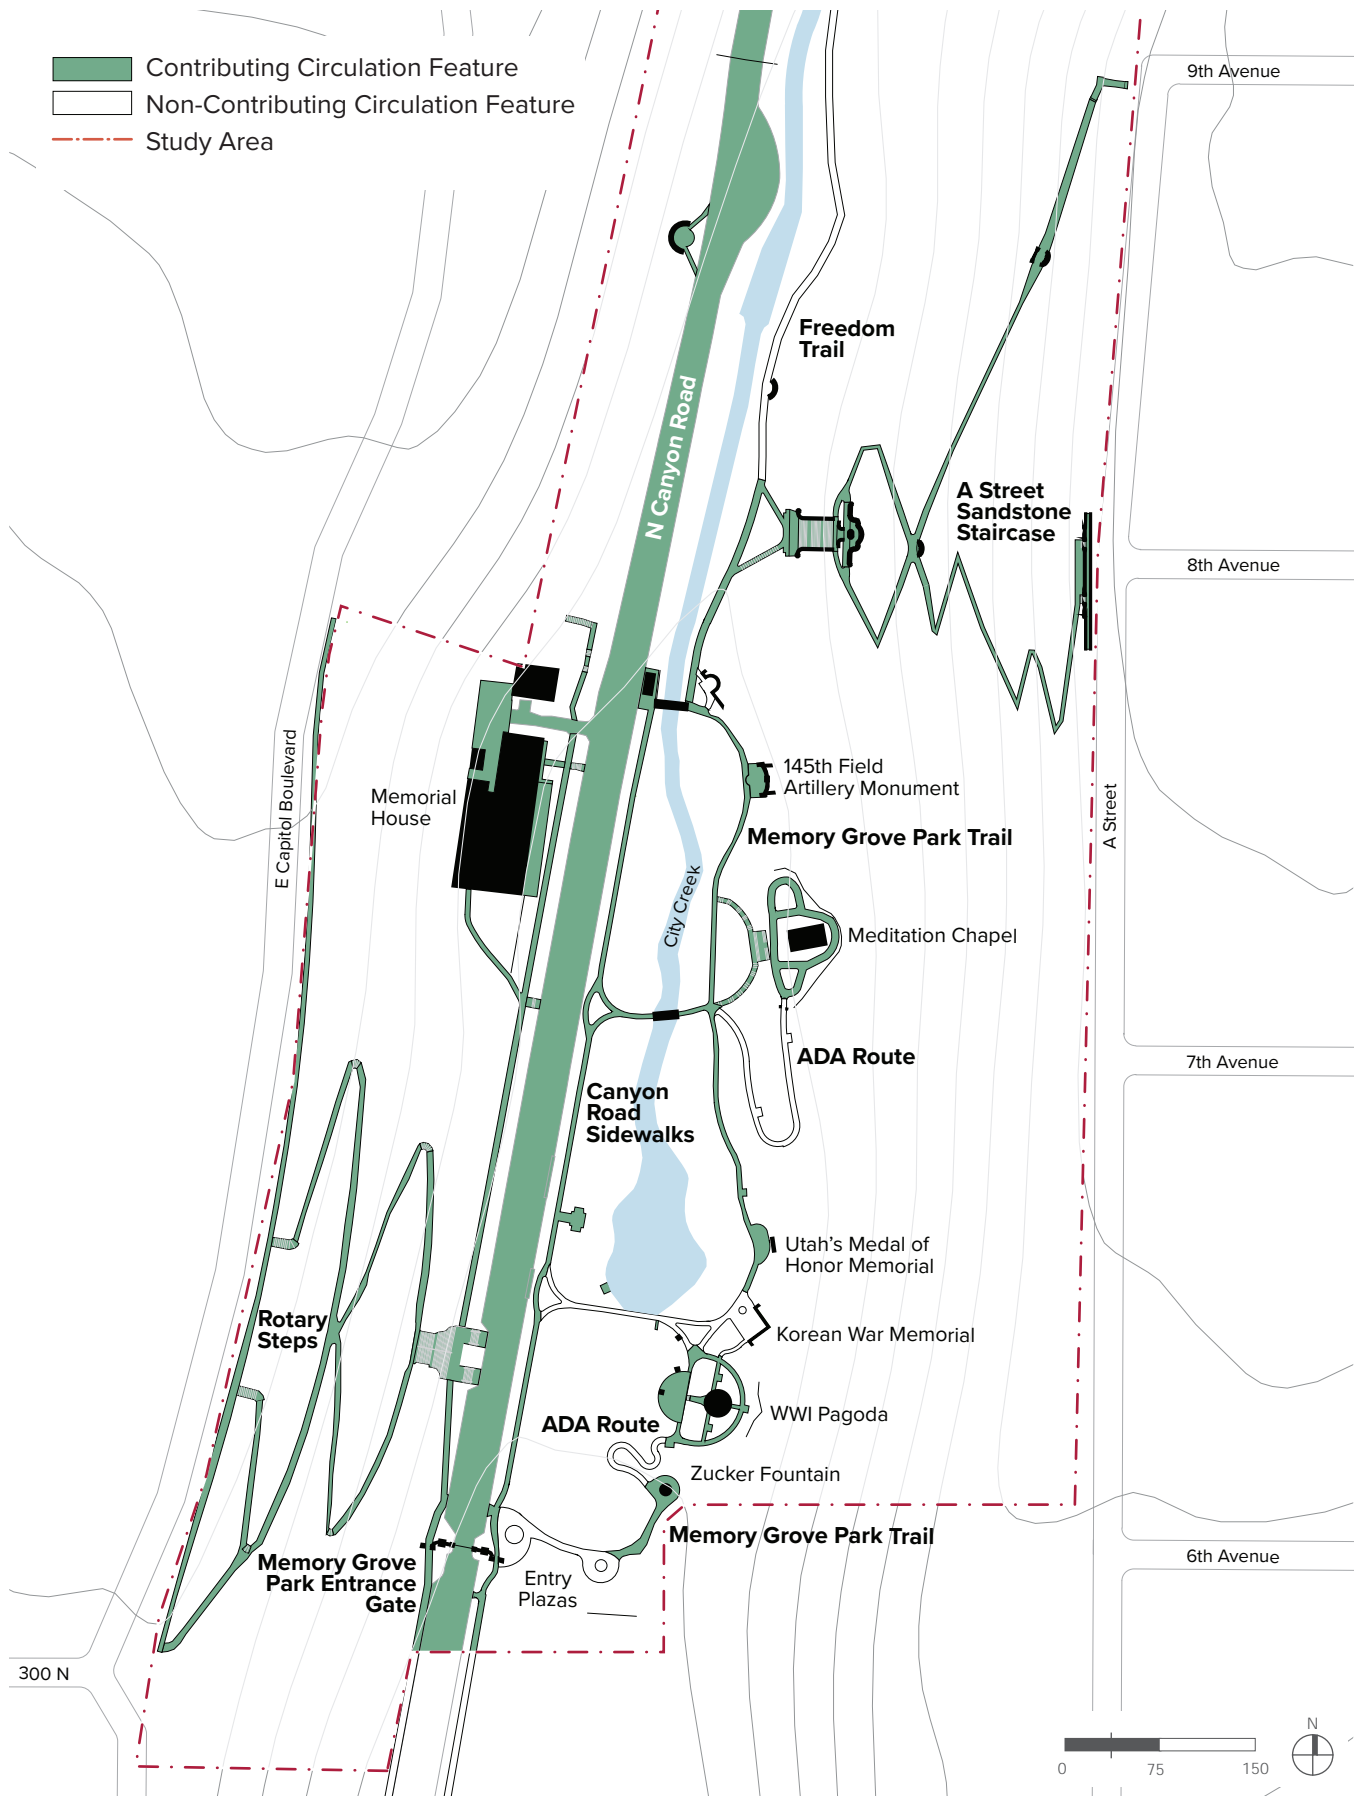 Contributing Circulation Feature
Non-Contributing Circulation Feature
Study Area
9th Avenue
Freedom
Trail
N Canyon Road
A Street
Sandstone
Staircase
8th Avenue
E Capitol Boulevard
Memorial
House
145th Field
Artillery Monument
A Street
Memory Grove Park Trail
City Creek
Meditation Chapel
ADA Route
7th Avenue
Canyon
Road
Sidewalks
Utah's Medal of
Honor Memorial
Rotary
Steps
Korean War Memorial
WWI Pagoda
ADA Route
Zucker Fountain
Memory Grove Park Trail
Memory Grove
Park Entrance
Gate
Entry
Plazas
6th Avenue
300 N
N
0 75 150